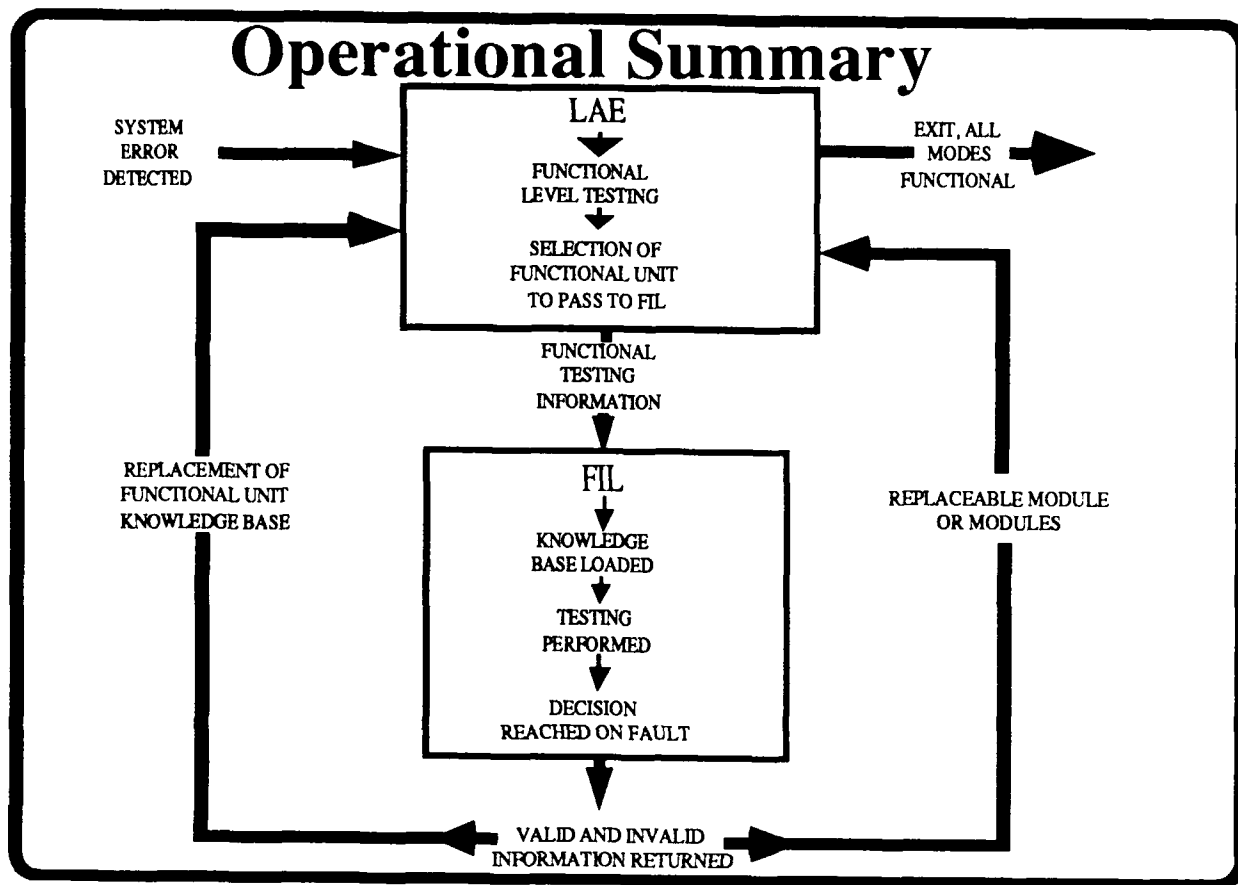 Operational Summary
SYSTEM
ERROR
DETECTED
LAE
FUNCTIONAL
LEVEL TESTING
SELECTION OF
FUNCTIONAL UNIT
TO PASS TO FIL
EXIT, ALL
MODES
FUNCTIONAL
FUNCTIONAL
TESTING
INFORMATION
REPLACEMENT OF
FUNCTIONAL UNIT
KNOWLEDGE BASE
FIL
KNOWLEDGE
BASE LOADED
TESTING
PERFORMED
DECISION
REACHED ON FAULT
REPLACEABLE MODULE
OR MODULES
VALID AND INVALID
INFORMATION RETURNED